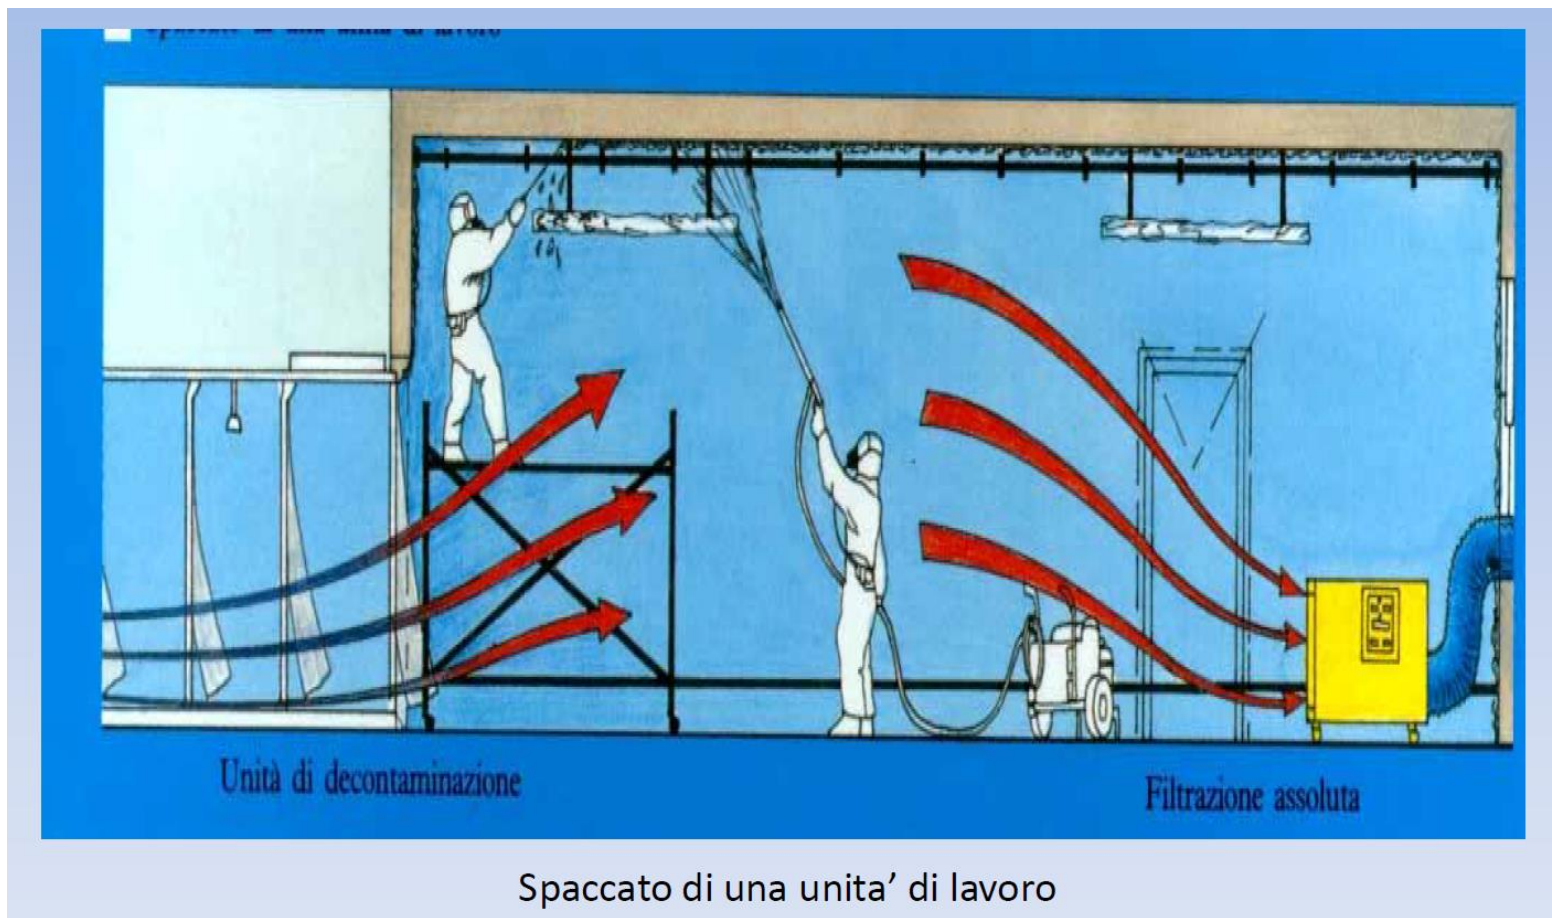 Unità di decontaminazione
Filtrazione assoluta
Spaccato di una unita’ di lavoro